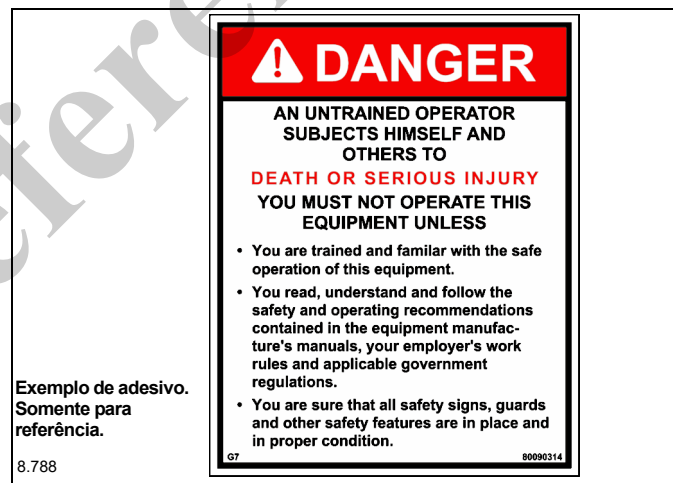 DANGER
AN UNTRAINED OPERATOR
SUBJECTS HIMSELF AND
OTHERS TO
DEATH OR SERIOUS INJURY
YOU MUST NOT OPERATE THIS
EQUIPMENT UNLESS
• You are trained and familar with the safe
operation of this equipment.
• You read, understand and follow the
safety and operating recommendations
contained in the equipment manufac-
ture's manuals, your employer's work
rules and applicable government
regulations.
• You are sure that all safety signs, guards
and other safety features are in place and
in proper condition.
G7 80090314
Exemplo de adesivo.
Somente para
referência.
8.788